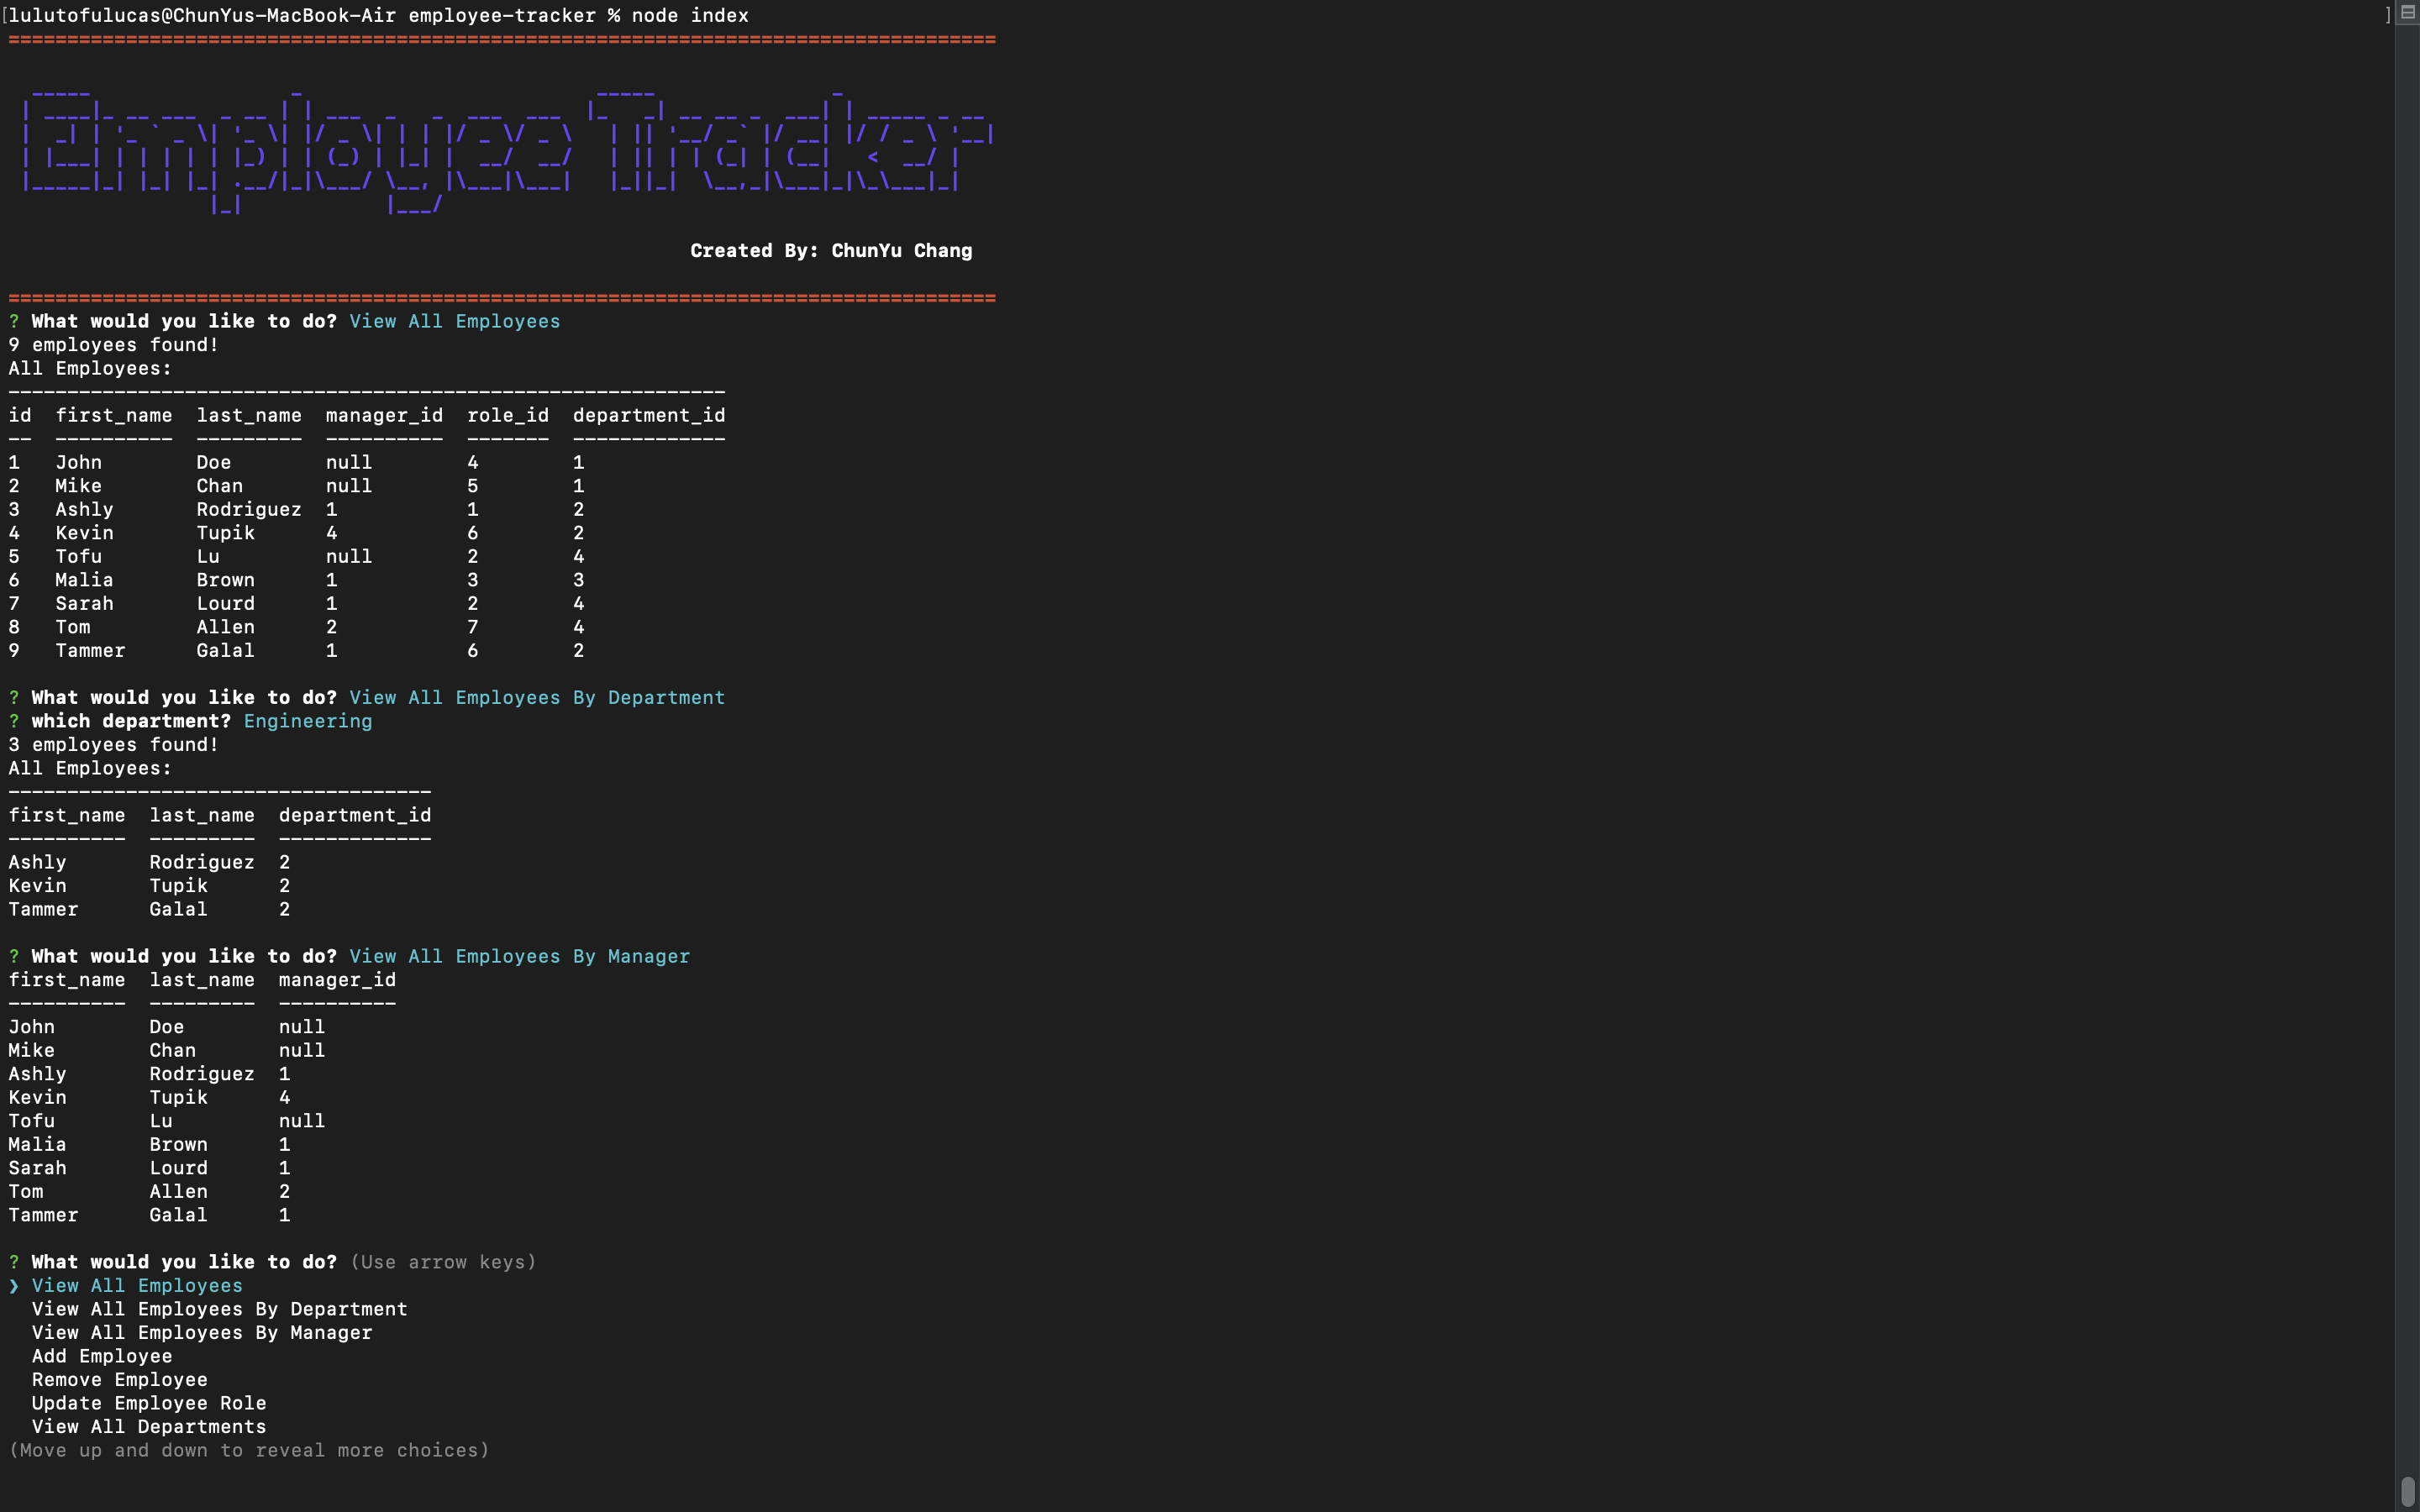 [lulutofulucas@ChunYus-MacBook-Air employee-tracker % node index ]
====================================================================================
Employee Tracker
Created By: ChunYu Chang
====================================================================================
? What would you like to do? View All Employees
9 employees found!
All Employees:
-------------------------------------------------------------
id  first_name  last_name  manager_id  role_id  department_id
--  ----------  ---------  ----------  -------  -------------
1   John        Doe        null        4        1
2   Mike        Chan       null        5        1
3   Ashly       Rodriguez  1           1        2
4   Kevin       Tupik      4           6        2
5   Tofu        Lu         null        2        4
6   Malia       Brown      1           3        3
7   Sarah       Lourd      1           2        4
8   Tom         Allen      2           7        4
9   Tammer      Galal      1           6        2
? What would you like to do? View All Employees By Department
? which department? Engineering
3 employees found!
All Employees:
------------------------------------
first_name  last_name  department_id
----------  ---------  -------------
Ashly       Rodriguez  2
Kevin       Tupik      2
Tammer      Galal      2
? What would you like to do? View All Employees By Manager
first_name  last_name  manager_id
----------  ---------  ----------
John        Doe        null
Mike        Chan       null
Ashly       Rodriguez  1
Kevin       Tupik      4
Tofu        Lu         null
Malia       Brown      1
Sarah       Lourd      1
Tom         Allen      2
Tammer      Galal      1
? What would you like to do? (Use arrow keys)
❯ View All Employees
  View All Employees By Department
  View All Employees By Manager
  Add Employee
  Remove Employee
  Update Employee Role
  View All Departments
(Move up and down to reveal more choices)